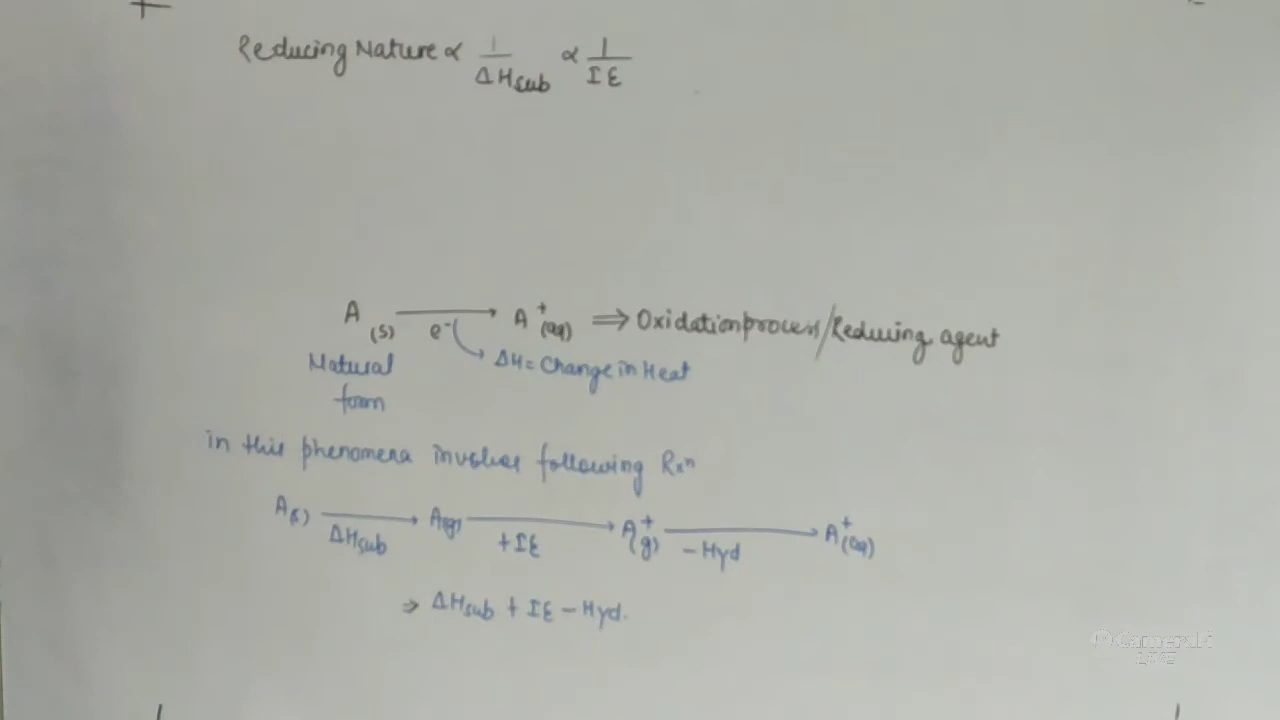 Reducing Nature ∝ 1/ΔHsub ∝ 1/IE
A(s) → A+(aq) ⇒ Oxidation process/Reducing agent
e- → ΔH = Change in Heat
Natural
form
in this phenomena involves following Rxn
A(s) → A(g) → A+(g) → A+(aq)
ΔHsub +IE -Hyd
⇒ ΔHsub + IE - Hyd.
LIVE